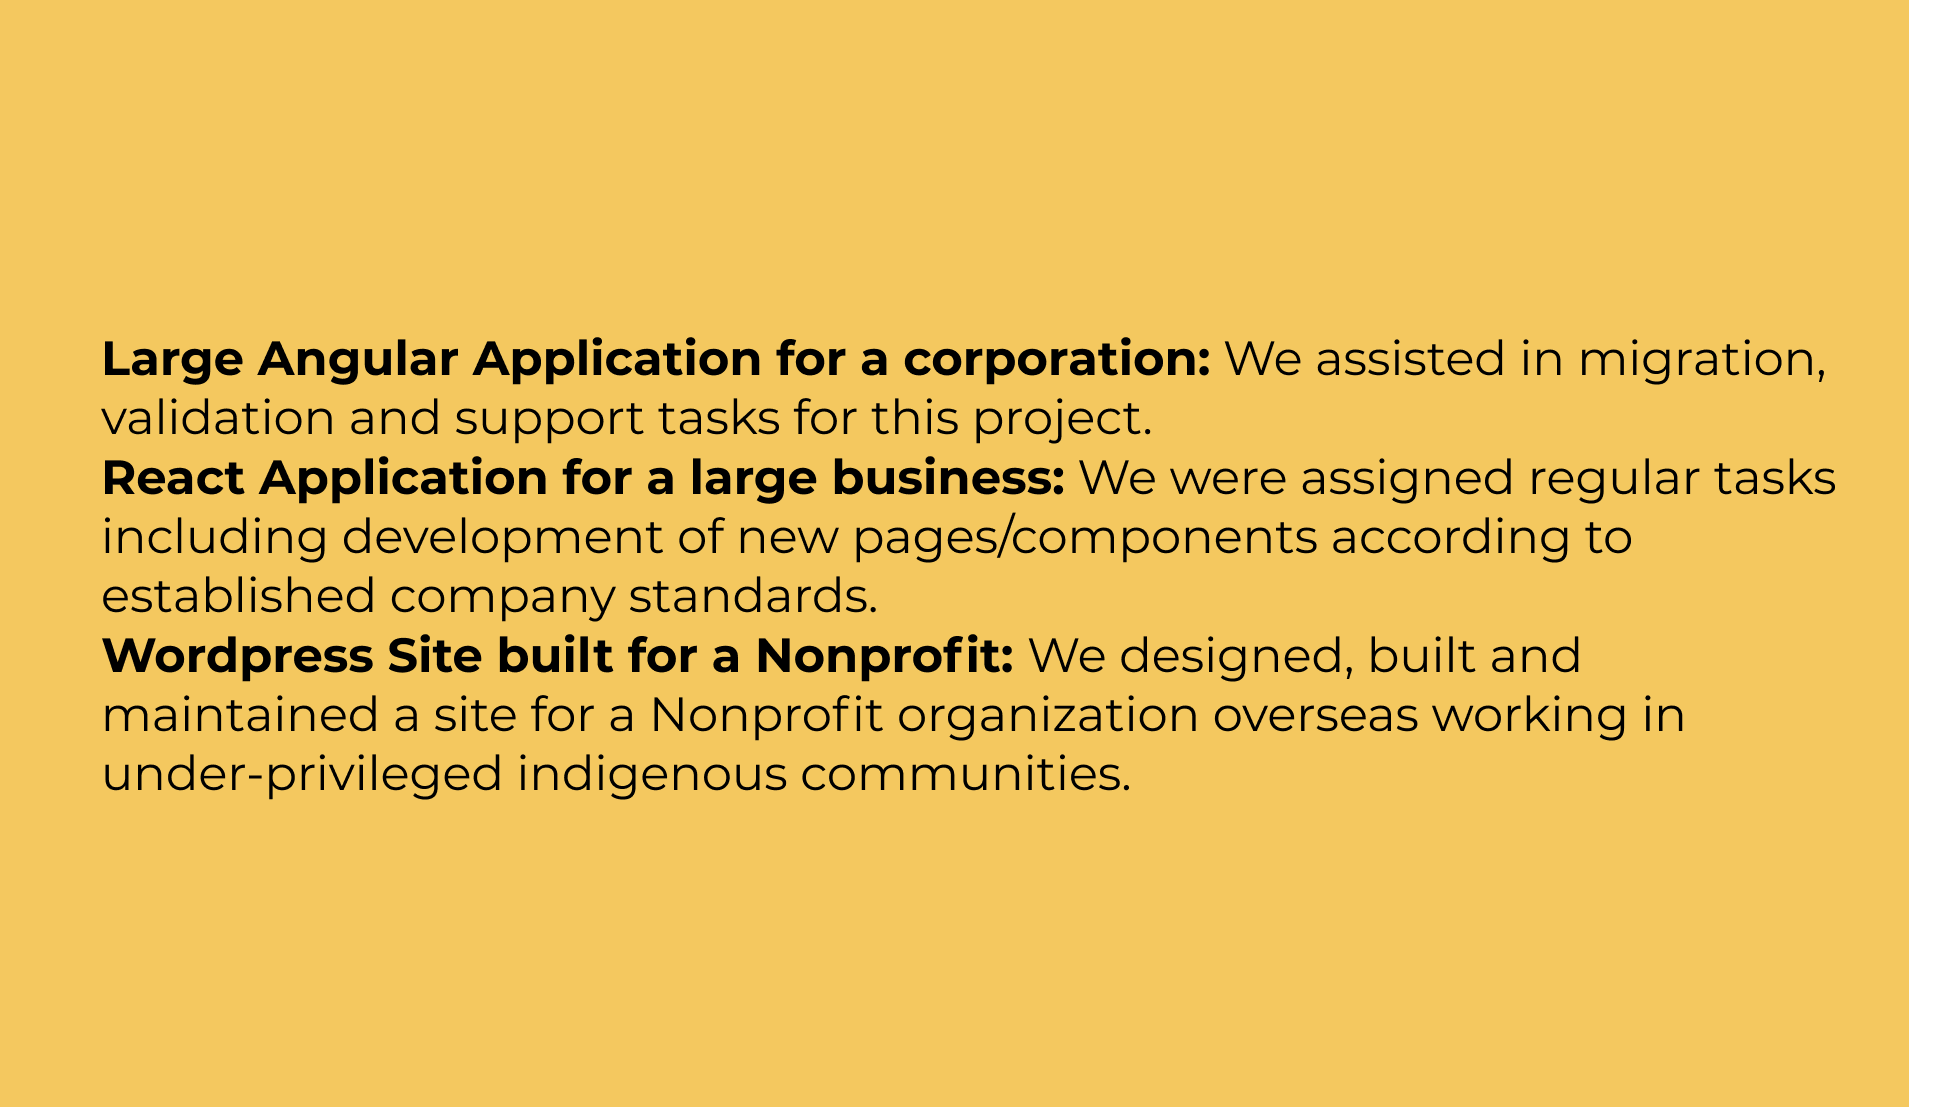 Large Angular Application for a corporation: We assisted in migration,
validation and support tasks for this project.
React Application for a large business: We were assigned regular tasks
including development of new pages/components according to
established company standards.
Wordpress Site built for a Nonprofit: We designed, built and
maintained a site for a Nonprofit organization overseas working in
under-privileged indigenous communities.